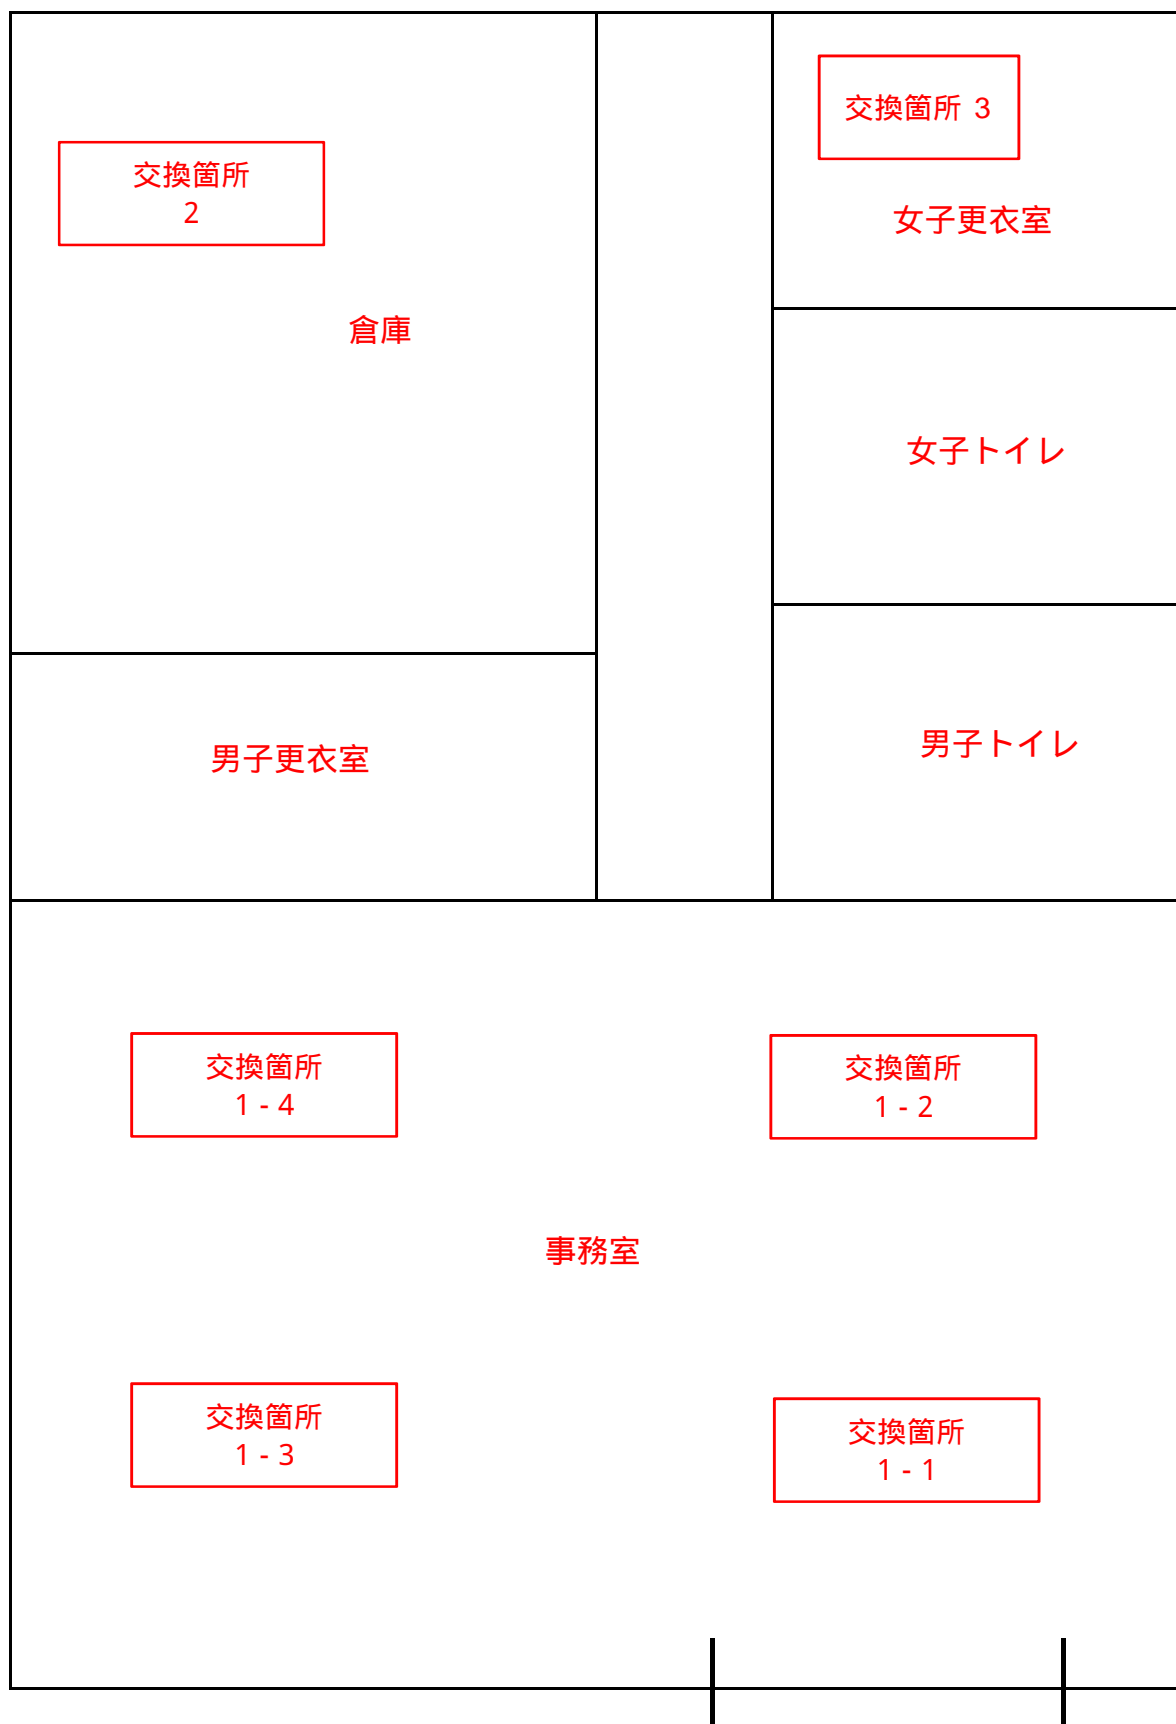 交換箇所 3
交換箇所
2
女子更衣室
倉庫
女子トイレ
男子更衣室
男子トイレ
交換箇所
1 - 4
交換箇所
1 - 2
事務室
交換箇所
1 - 3
交換箇所
1 - 1